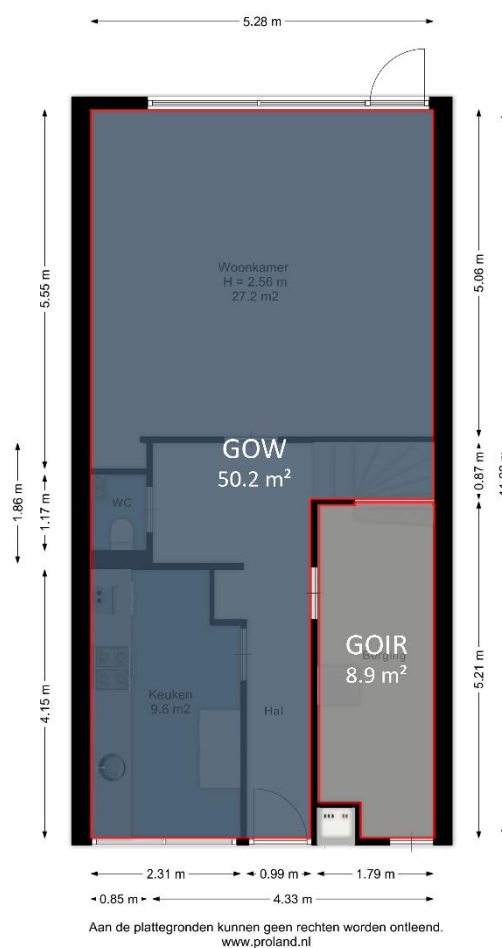 5.28 m
Woonkamer
H = 2.56 m
27.2 m2
5.55 m
5.06 m
GOW
50.2 m²
0.87 m
1.86 m
1.17 m
WC
GOIR
Berging
8.9 m²
5.21 m
4.15 m
Keuken
9.6 m2
Hal
2.31 m
0.99 m
1.79 m
0.85 m
4.33 m
Aan de plattegronden kunnen geen rechten worden ontleend.
www.proland.nl